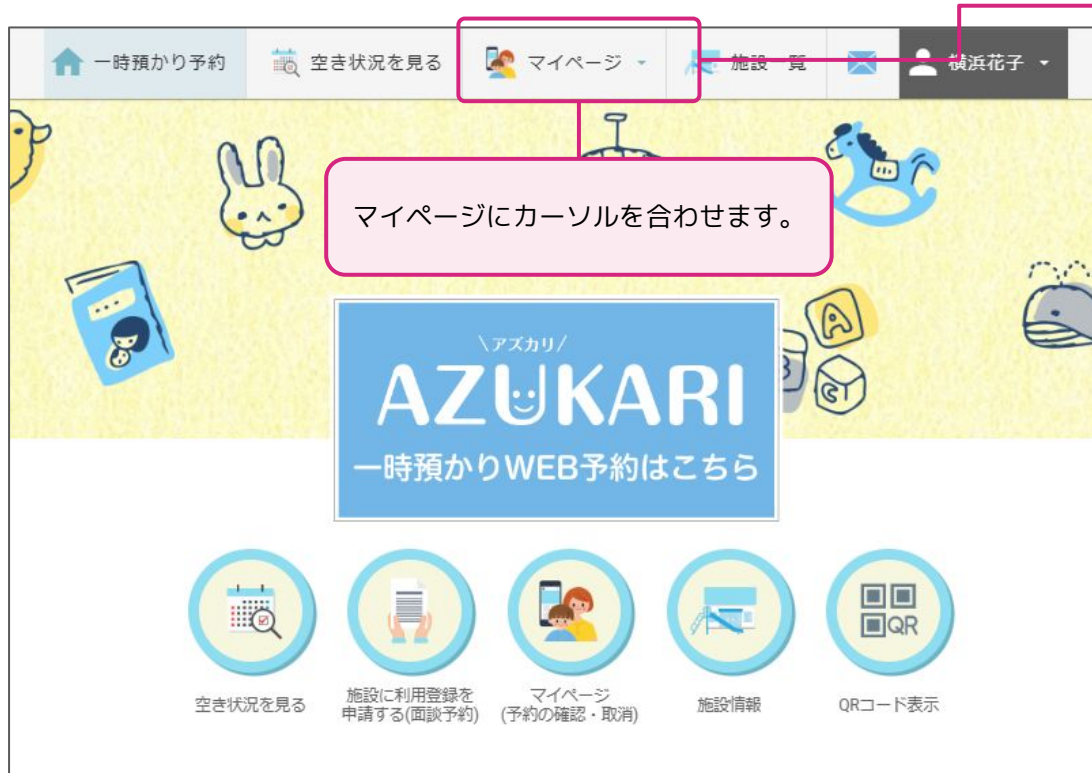 一時預かり予約
空き状況を見る
マイページ
施設一覧
横浜花子
マイページにカーソルを合わせます。
\アズカリ/
AZUKARI
一時預かりWEB予約はこちら
A
B
C
QR
空き状況を見る
施設に利用登録を
申請する(面談予約)
マイページ
(予約の確認・取消)
施設情報
QRコード表示